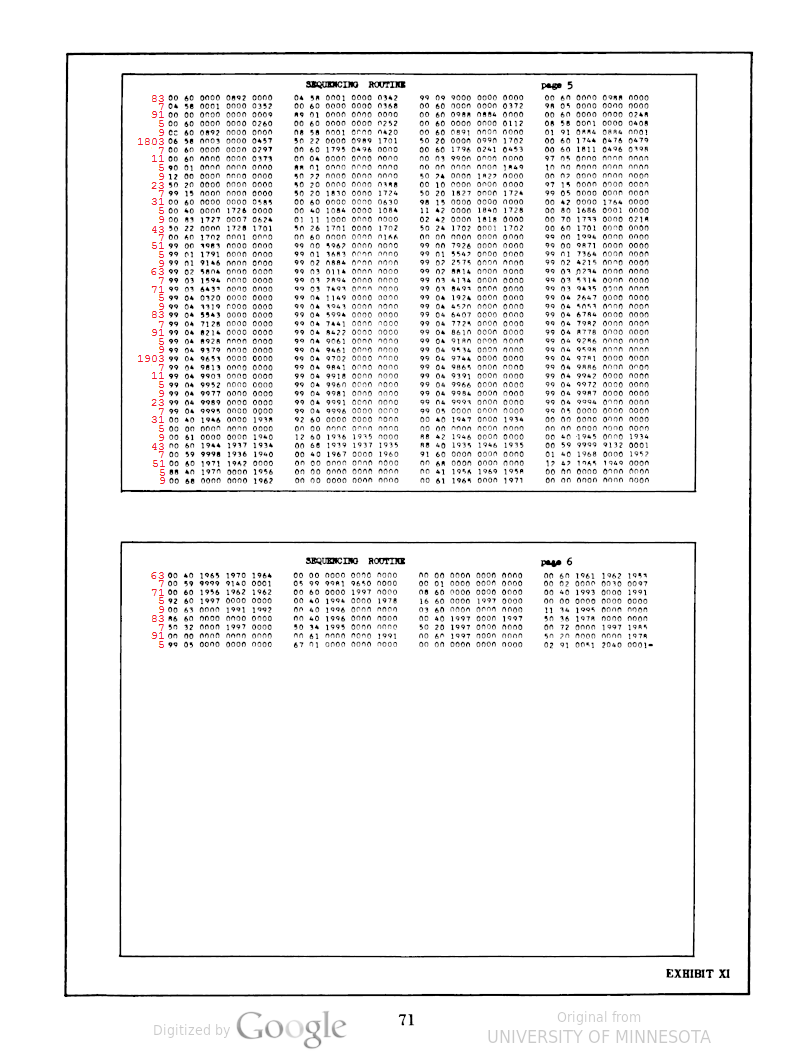 SEQUENCING ROUTINE page 5
83 00 60 0000 0892 0000 04 58 0001 0000 0342 99 09 9000 0000 0000 00 60 0000 0988 0000
7 04 58 0001 0000 0352 00 60 0000 0000 0368 00 60 0000 0000 0372 98 05 0000 0000 0000
91 00 00 0000 0000 0009 89 01 0000 0000 0000 00 60 0988 0884 0000 00 60 0000 0000 0248
5 00 60 0000 0000 0260 00 60 0000 0000 0252 00 60 0000 0000 0112 08 58 0001 0000 0408
9 CC 60 0892 0000 0000 08 58 0001 0000 0420 00 60 0891 0000 0000 01 91 0884 0884 0001
1803 06 58 0003 0000 0457 50 22 0000 0989 1701 50 20 0000 0990 1702 00 60 1744 0476 0479
7 00 60 0000 0000 0297 00 60 1795 0496 0000 00 60 1796 0241 0453 00 60 1811 0496 0398
11 00 60 0000 0000 0373 00 04 0000 0000 0000 00 03 9900 0000 0000 97 05 0000 0000 0000
5 90 01 0000 0000 0000 88 01 0000 0000 0000 00 00 0000 0000 1849 10 00 0000 0000 0000
9 12 00 0000 0000 0000 50 22 0000 0000 0000 50 24 0000 1827 0000 00 02 0000 0000 0000
23 50 20 0000 0000 0000 50 20 0000 0000 0388 00 10 0000 0000 0000 97 15 0000 0000 0000
7 99 15 0000 0000 0000 50 20 1830 0000 1724 50 20 1827 0000 1724 99 05 0000 0000 0000
31 00 60 0000 0000 0585 00 60 0000 0000 0630 98 15 0000 0000 0000 00 42 0000 1764 0000
5 00 40 0000 1726 0000 00 40 1084 0000 1084 11 42 0000 1840 1728 00 80 1686 0001 0000
9 00 83 1727 0007 0624 01 11 1000 0000 0000 02 42 0000 1818 0000 00 70 1733 0000 0218
43 50 22 0000 1728 1701 50 26 1701 0000 1702 50 24 1702 0001 1702 00 60 1701 0000 0000
7 00 60 1702 0001 0000 00 60 0000 0000 0166 00 00 0000 0000 0000 99 00 1994 0000 0000
51 99 00 3983 0000 0000 99 00 5962 0000 0000 99 00 7926 0000 0000 99 00 9871 0000 0000
5 99 01 1791 0000 0000 99 01 3683 0000 0000 99 01 5542 0000 0000 99 01 7364 0000 0000
9 99 01 9146 0000 0000 99 02 0884 0000 0000 99 02 2575 0000 0000 99 02 4215 0000 0000
63 99 02 5804 0000 0000 99 03 0114 0000 0000 99 02 8814 0000 0000 99 03 0234 0000 0000
7 99 03 1594 0000 0000 99 03 2894 0000 0000 99 03 4134 0000 0000 99 03 5314 0000 0000
71 99 03 6433 0000 0000 99 03 7493 0000 0000 99 03 8493 0000 0000 99 03 9435 0000 0000
5 99 04 0320 0000 0000 99 04 1149 0000 0000 99 04 1924 0000 0000 99 04 2647 0000 0000
9 99 04 3319 0000 0000 99 04 3943 0000 0000 99 04 4520 0000 0000 99 04 5053 0000 0000
83 99 04 5543 0000 0000 99 04 5994 0000 0000 99 04 6407 0000 0000 99 04 6784 0000 0000
7 99 04 7128 0000 0000 99 04 7441 0000 0000 99 04 7725 0000 0000 99 04 7982 0000 0000
91 99 04 8214 0000 0000 99 04 8422 0000 0000 99 04 8610 0000 0000 99 04 8778 0000 0000
5 99 04 8928 0000 0000 99 04 9061 0000 0000 99 04 9180 0000 0000 99 04 9286 0000 0000
9 99 04 9379 0000 0000 99 04 9461 0000 0000 99 04 9534 0000 0000 99 04 9598 0000 0000
1903 99 04 9653 0000 0000 99 04 9702 0000 0000 99 04 9744 0000 0000 99 04 9781 0000 0000
7 99 04 9813 0000 0000 99 04 9841 0000 0000 99 04 9865 0000 0000 99 04 9886 0000 0000
11 99 04 9903 0000 0000 99 04 9918 0000 0000 99 04 9391 0000 0000 99 04 9942 0000 0000
5 99 04 9952 0000 0000 99 04 9960 0000 0000 99 04 9966 0000 0000 99 04 9972 0000 0000
9 99 04 9977 0000 0000 99 04 9981 0000 0000 99 04 9984 0000 0000 99 04 9987 0000 0000
23 99 04 9989 0000 0000 99 04 9991 0000 0000 99 04 9993 0000 0000 99 04 9994 0000 0000
7 99 04 9995 0000 0000 99 04 9996 0000 0000 99 05 0000 0000 0000 99 05 0000 0000 0000
31 00 40 1946 0000 1938 92 60 0000 0000 0000 00 40 1947 0000 1934 00 00 0000 0000 0000
5 00 00 0000 0000 0000 00 00 0000 0000 0000 00 00 0000 0000 0000 00 00 0000 0000 0000
9 00 61 0000 0000 1940 12 60 1936 1935 0000 88 42 1946 0000 0000 00 40 1945 0000 1934
43 00 60 1944 1937 1934 00 68 1939 1937 1935 88 40 1935 1946 1935 00 59 9999 9132 0001
7 00 59 9998 1936 1940 00 40 1967 0000 1960 91 60 0000 0000 0000 01 40 1968 0000 1952
51 00 60 1971 1962 0000 00 00 0000 0000 0000 00 68 0000 0000 0000 12 42 1965 1949 0000
5 88 40 1970 0000 1956 00 00 0000 0000 0000 00 41 1956 1969 1958 00 00 0000 0000 0000
9 00 68 0000 0000 1962 00 00 0000 0000 0000 00 61 1965 0000 1971 00 00 0000 0000 0000
SEQUENCING ROUTINE page 6
63 00 40 1965 1970 1964 00 00 0000 0000 0000 00 00 0000 0000 0000 00 60 1961 1962 1953
7 00 59 9999 9140 0001 05 99 9981 9650 0000 00 01 0000 0000 0000 00 02 0000 0030 0097
71 00 60 1956 1962 1962 00 60 0000 1997 0000 08 60 0000 0000 0000 00 40 1993 0000 1991
5 92 60 1997 0000 0000 00 40 1994 0000 1978 16 60 0000 1997 0000 00 00 0000 0000 0000
9 00 63 0000 1991 1992 00 40 1996 0000 0000 03 60 0000 0000 0000 11 34 1995 0000 0000
83 86 60 0000 0000 0000 00 40 1996 0000 0000 00 40 1997 0000 1997 50 36 1978 0000 0000
7 50 32 0000 1997 0000 50 34 1995 0000 0000 50 20 1997 0000 0000 00 72 0000 1997 1985
91 00 00 0000 0000 0000 00 61 0000 0000 1991 00 60 1997 0000 0000 50 20 0000 0000 1978
5 99 05 0000 0000 0000 67 01 0000 0000 0000 00 00 0000 0000 0000 02 91 0051 2040 0001-
EXHIBIT XI
71
Digitized by Google
Original from
UNIVERSITY OF MINNESOTA